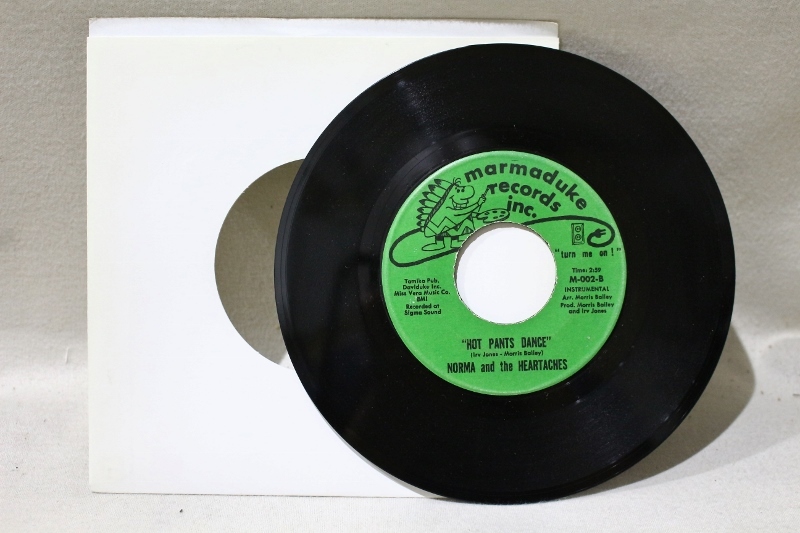 marmaduke
records
inc.
"turn me on!"
Tamiko Pub.
Daviduke Inc.
Miss Vera Music Co.
BMI
Recorded at
Sigma Sound
Time: 2:59
M-002-B
INSTRUMENTAL
Arr. Morris Bailey
Prod. Morris Bailey
and Irv Jones
"HOT PANTS DANCE"
(Irv Jones - Morris Bailey)
NORMA and the HEARTACHES